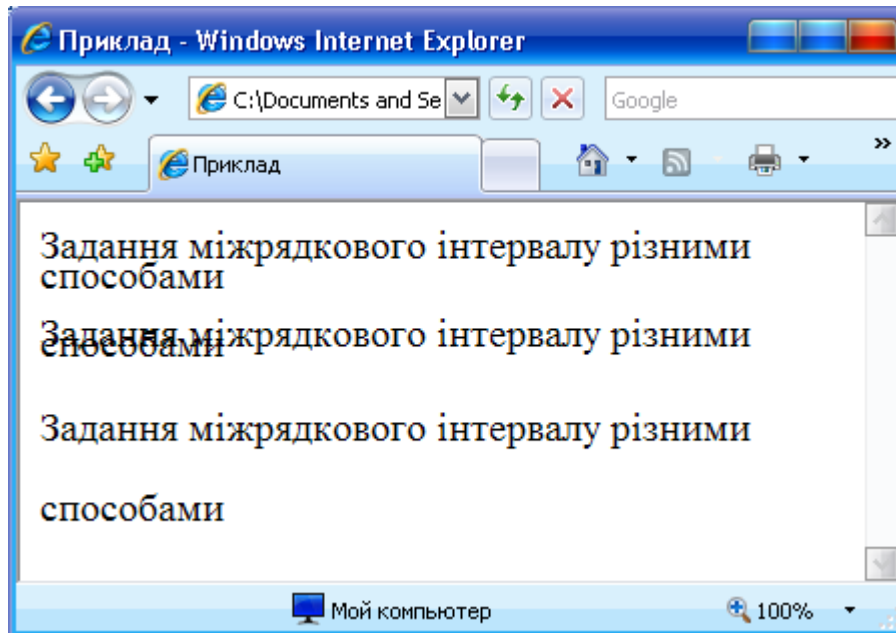 Приклад - Windows Internet Explorer
C:\Documents and Se
Google
Приклад
»
Задання міжрядкового інтервалу різними
способами
Задання міжрядкового інтервалу різними
способами
Задання міжрядкового інтервалу різними
способами
Мой компьютер
100%